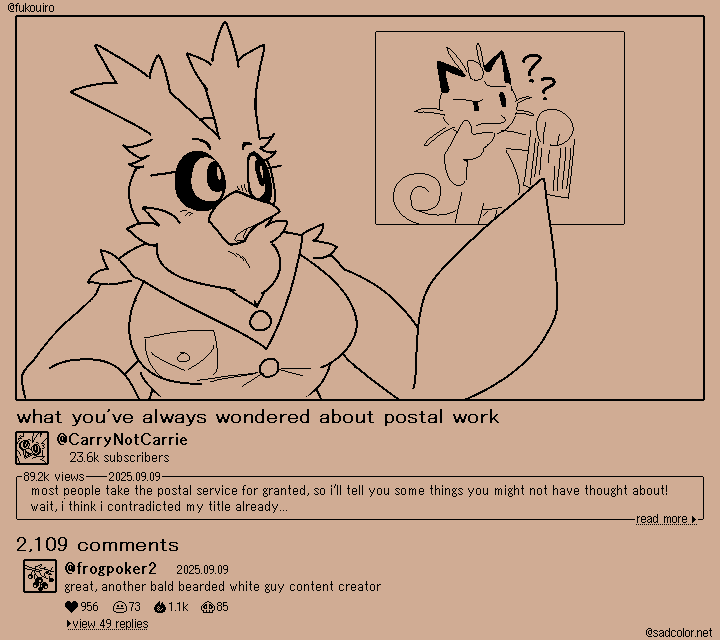 @fukouiro
? ?
what you've always wondered about postal work
@CarryNotCarrie
23.6k subscribers
89.2k views 2025.09.09
most people take the postal service for granted, so i'll tell you some things you might not have thought about!
wait, i think i contradicted my title already...
read more
2,109 comments
@frogpoker2 2025.09.09
great, another bald bearded white guy content creator
956 73 1.1k 85
view 49 replies
@sadcolor.net